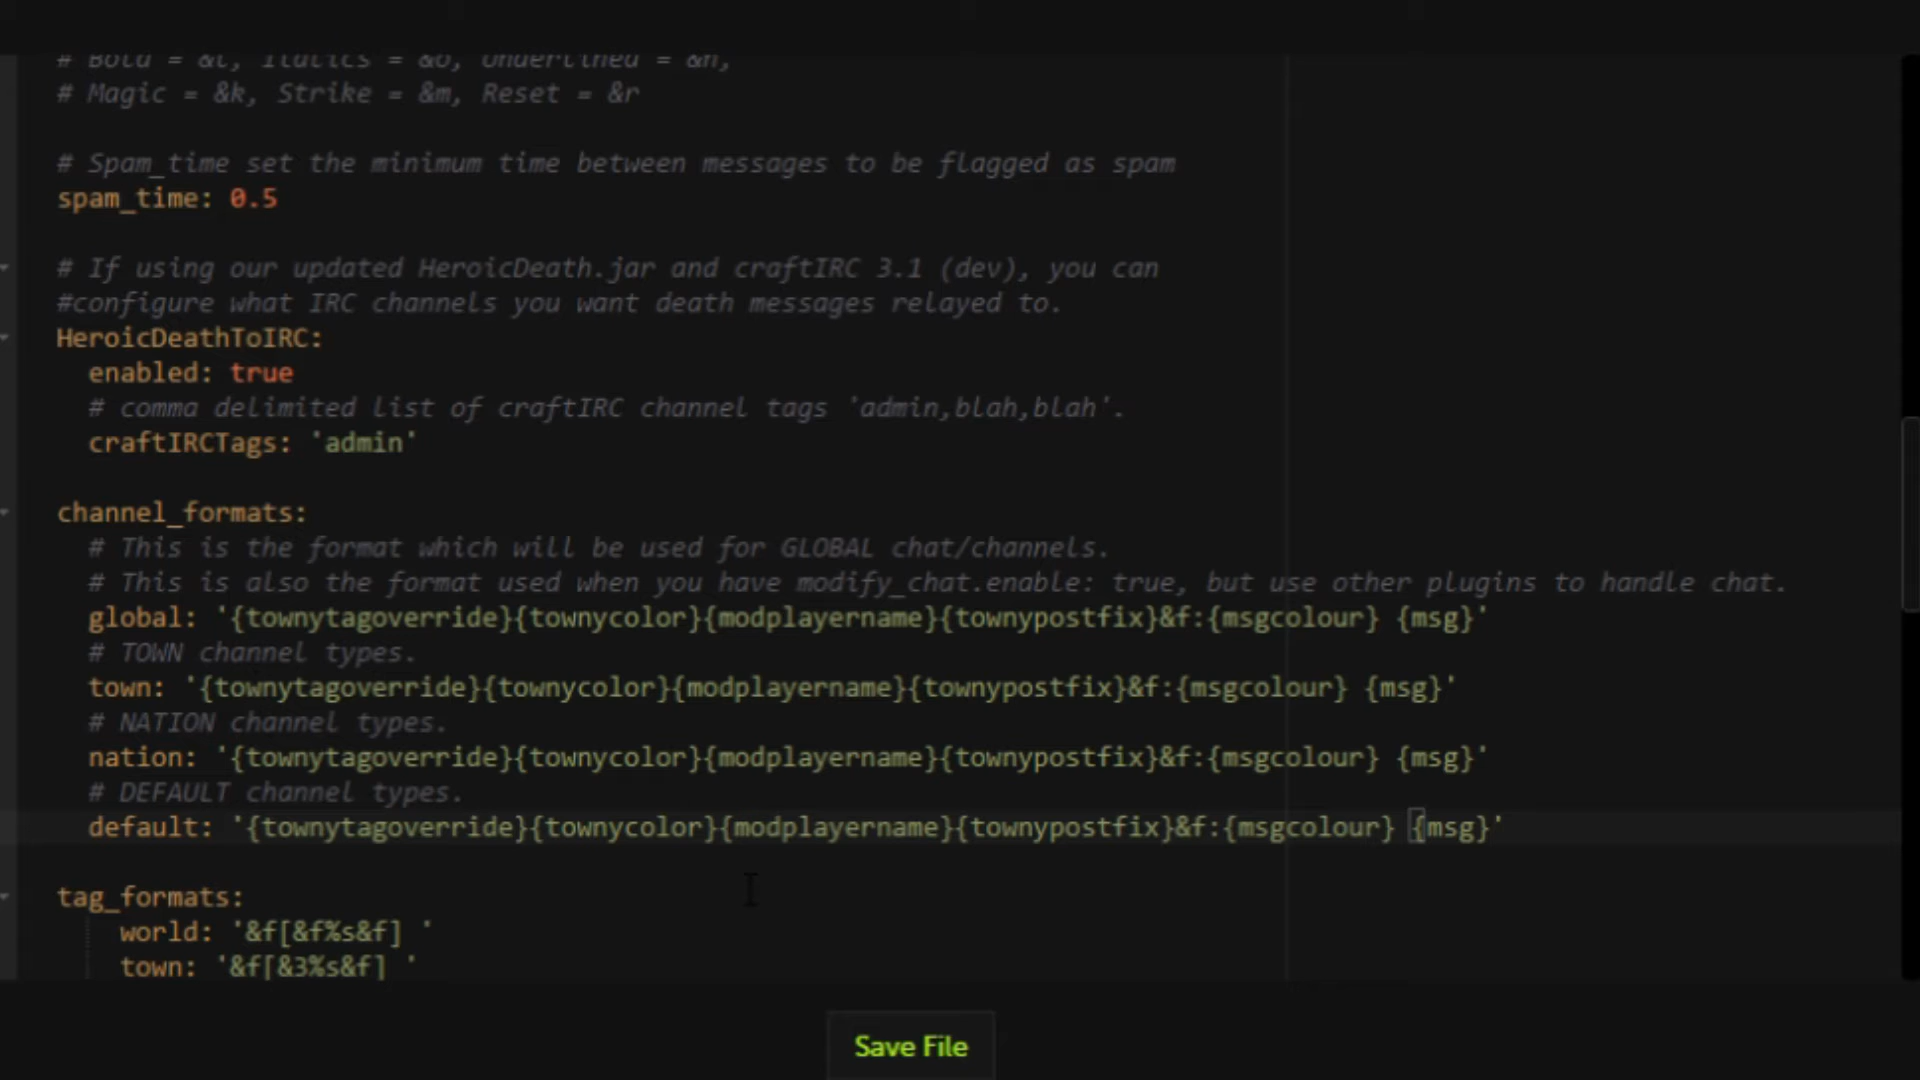 # Bold = &l, Italics = &o, Underlined = &n,
# Magic = &k, Strike = &m, Reset = &r
# Spam_time set the minimum time between messages to be flagged as spam
spam_time: 0.5
# If using our updated HeroicDeath.jar and craftIRC 3.1 (dev), you can
#configure what IRC channels you want death messages relayed to.
HeroicDeathToIRC:
enabled: true
# comma delimited list of craftIRC channel tags 'admin,blah,blah'.
craftIRCTags: 'admin'
channel_formats:
# This is the format which will be used for GLOBAL chat/channels.
# This is also the format used when you have modify_chat.enable: true, but use other plugins to handle chat.
global: '{townytagoverride}{townycolor}{modplayername}{townypostfix}&f:{msgcolour} {msg}'
# TOWN channel types.
town: '{townytagoverride}{townycolor}{modplayername}{townypostfix}&f:{msgcolour} {msg}'
# NATION channel types.
nation: '{townytagoverride}{townycolor}{modplayername}{townypostfix}&f:{msgcolour} {msg}'
# DEFAULT channel types.
default: '{townytagoverride}{townycolor}{modplayername}{townypostfix}&f:{msgcolour} {msg}'
tag_formats:
world: '&f[&f%s&f] '
town: '&f[&3%s&f] '
Save File